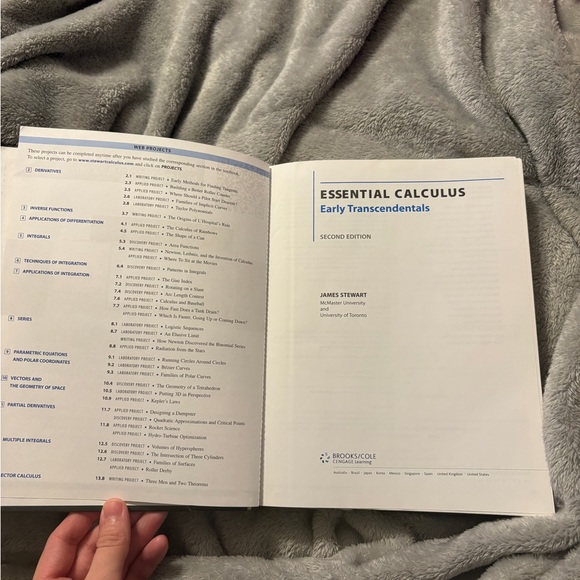 WEB PROJECTS
These projects can be completed anytime after you have studied the corresponding section in the textbook.
To select a project, go to www.stewartcalculus.com and click on PROJECTS.
2 DERIVATIVES
2.1 WRITING PROJECT • Early Methods for Finding Tangents
2.3 APPLIED PROJECT • Building a Better Roller Coaster
2.5 APPLIED PROJECT • Where Should a Pilot Start Descent?
2.6 LABORATORY PROJECT • Families of Implicit Curves
2.8 LABORATORY PROJECT • Taylor Polynomials
3 INVERSE FUNCTIONS
3.7 WRITING PROJECT • The Origins of L'Hospital's Rule
4 APPLICATIONS OF DIFFERENTIATION
4.1 APPLIED PROJECT • The Calculus of Rainbows
4.5 APPLIED PROJECT • The Shape of a Can
5 INTEGRALS
5.3 DISCOVERY PROJECT • Area Functions
5.4 WRITING PROJECT • Newton, Leibniz, and the Invention of Calculus
APPLIED PROJECT • Where To Sit at the Movies
6 TECHNIQUES OF INTEGRATION
6.4 DISCOVERY PROJECT • Patterns in Integrals
7 APPLICATIONS OF INTEGRATION
7.1 APPLIED PROJECT • The Gini Index
7.2 DISCOVERY PROJECT • Rotating on a Slant
7.4 DISCOVERY PROJECT • Arc Length Contest
7.6 APPLIED PROJECT • Calculus and Baseball
7.7 APPLIED PROJECT • How Fast Does a Tank Drain?
APPLIED PROJECT • Which Is Faster, Going Up or Coming Down?
8 SERIES
8.1 LABORATORY PROJECT • Logistic Sequences
8.7 LABORATORY PROJECT • An Elusive Limit
WRITING PROJECT • How Newton Discovered the Binomial Series
8.8 APPLIED PROJECT • Radiation from the Stars
9 PARAMETRIC EQUATIONS
AND POLAR COORDINATES
9.1 LABORATORY PROJECT • Running Circles Around Circles
9.2 LABORATORY PROJECT • Bézier Curves
9.3 LABORATORY PROJECT • Families of Polar Curves
10 VECTORS AND
THE GEOMETRY OF SPACE
10.4 DISCOVERY PROJECT • The Geometry of a Tetrahedron
10.5 LABORATORY PROJECT • Putting 3D in Perspective
10.9 APPLIED PROJECT • Kepler's Laws
PARTIAL DERIVATIVES
11.7 APPLIED PROJECT • Designing a Dumpster
DISCOVERY PROJECT • Quadratic Approximations and Critical Points
11.8 APPLIED PROJECT • Rocket Science
APPLIED PROJECT • Hydro-Turbine Optimization
MULTIPLE INTEGRALS
12.3 DISCOVERY PROJECT • Volumes of Hyperspheres
12.6 DISCOVERY PROJECT • The Intersection of Three Cylinders
12.7 LABORATORY PROJECT • Families of Surfaces
APPLIED PROJECT • Roller Derby
ECTOR CALCULUS
13.8 WRITING PROJECT • Three Men and Two Theorems
ESSENTIAL CALCULUS
Early Transcendentals
SECOND EDITION
JAMES STEWART
McMaster University
and
University of Toronto
BROOKS/COLE
CENGAGE Learning
Australia • Brazil • Japan • Korea • Mexico • Singapore • Spain • United Kingdom • United States